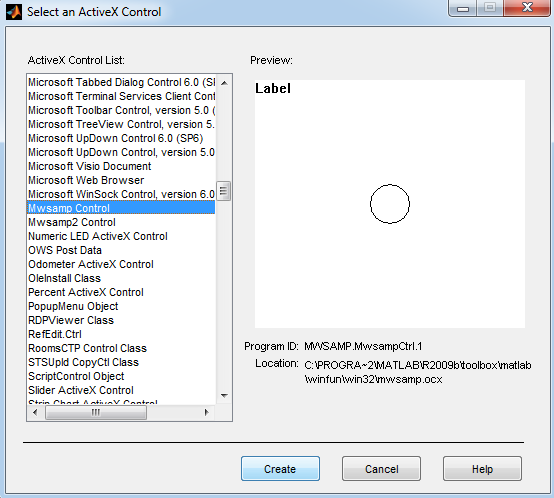 Select an ActiveX Control
ActiveX Control List:
Microsoft Tabbed Dialog Control 6.0 (SI
Microsoft Terminal Services Client Cont
Microsoft Toolbar Control, version 5.0 (
Microsoft TreeView Control, version 5.
Microsoft UpDown Control 6.0 (SP6)
Microsoft UpDown Control, version 5.0
Microsoft Visio Document
Microsoft Web Browser
Microsoft WinSock Control, version 6.0
Mwsamp Control
Mwsamp2 Control
Numeric LED ActiveX Control
OWS Post Data
Odometer ActiveX Control
OleInstall Class
Percent ActiveX Control
PopupMenu Object
RDPViewer Class
RefEdit.Ctrl
RoomsCTP Control Class
STSUpld CopyCtl Class
ScriptControl Object
Slider ActiveX Control
Strip Chart ActiveX Control
Preview:
Label
Program ID: MWSAMP.MwsampCtrl.1
Location: C:\PROGRA~2\MATLAB\R2009b\toolbox\matlab
\winfun\win32\mwsamp.ocx
Create
Cancel
Help